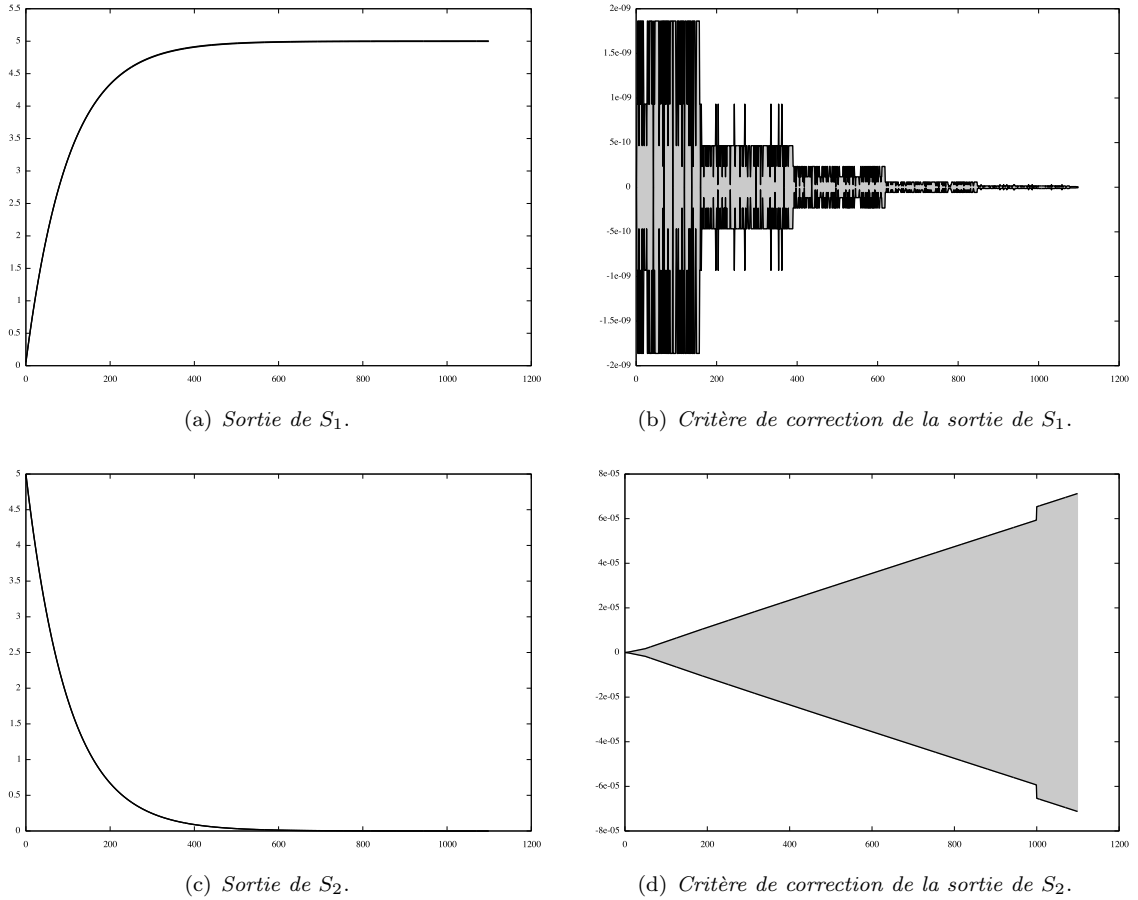 5.5
5
4.5
4
3.5
3
2.5
2
1.5
1
0.5
0
0 200 400 600 800 1000 1200
(a) Sortie de S1.
2e-09
1.5e-09
1e-09
5e-10
0
-5e-10
-1e-09
-1.5e-09
-2e-09
0 200 400 600 800 1000 1200
(b) Critère de correction de la sortie de S1.
5
4.5
4
3.5
3
2.5
2
1.5
1
0.5
0
0 200 400 600 800 1000 1200
(c) Sortie de S2.
8e-05
6e-05
4e-05
2e-05
0
-2e-05
-4e-05
-6e-05
-8e-05
0 200 400 600 800 1000 1200
(d) Critère de correction de la sortie de S2.